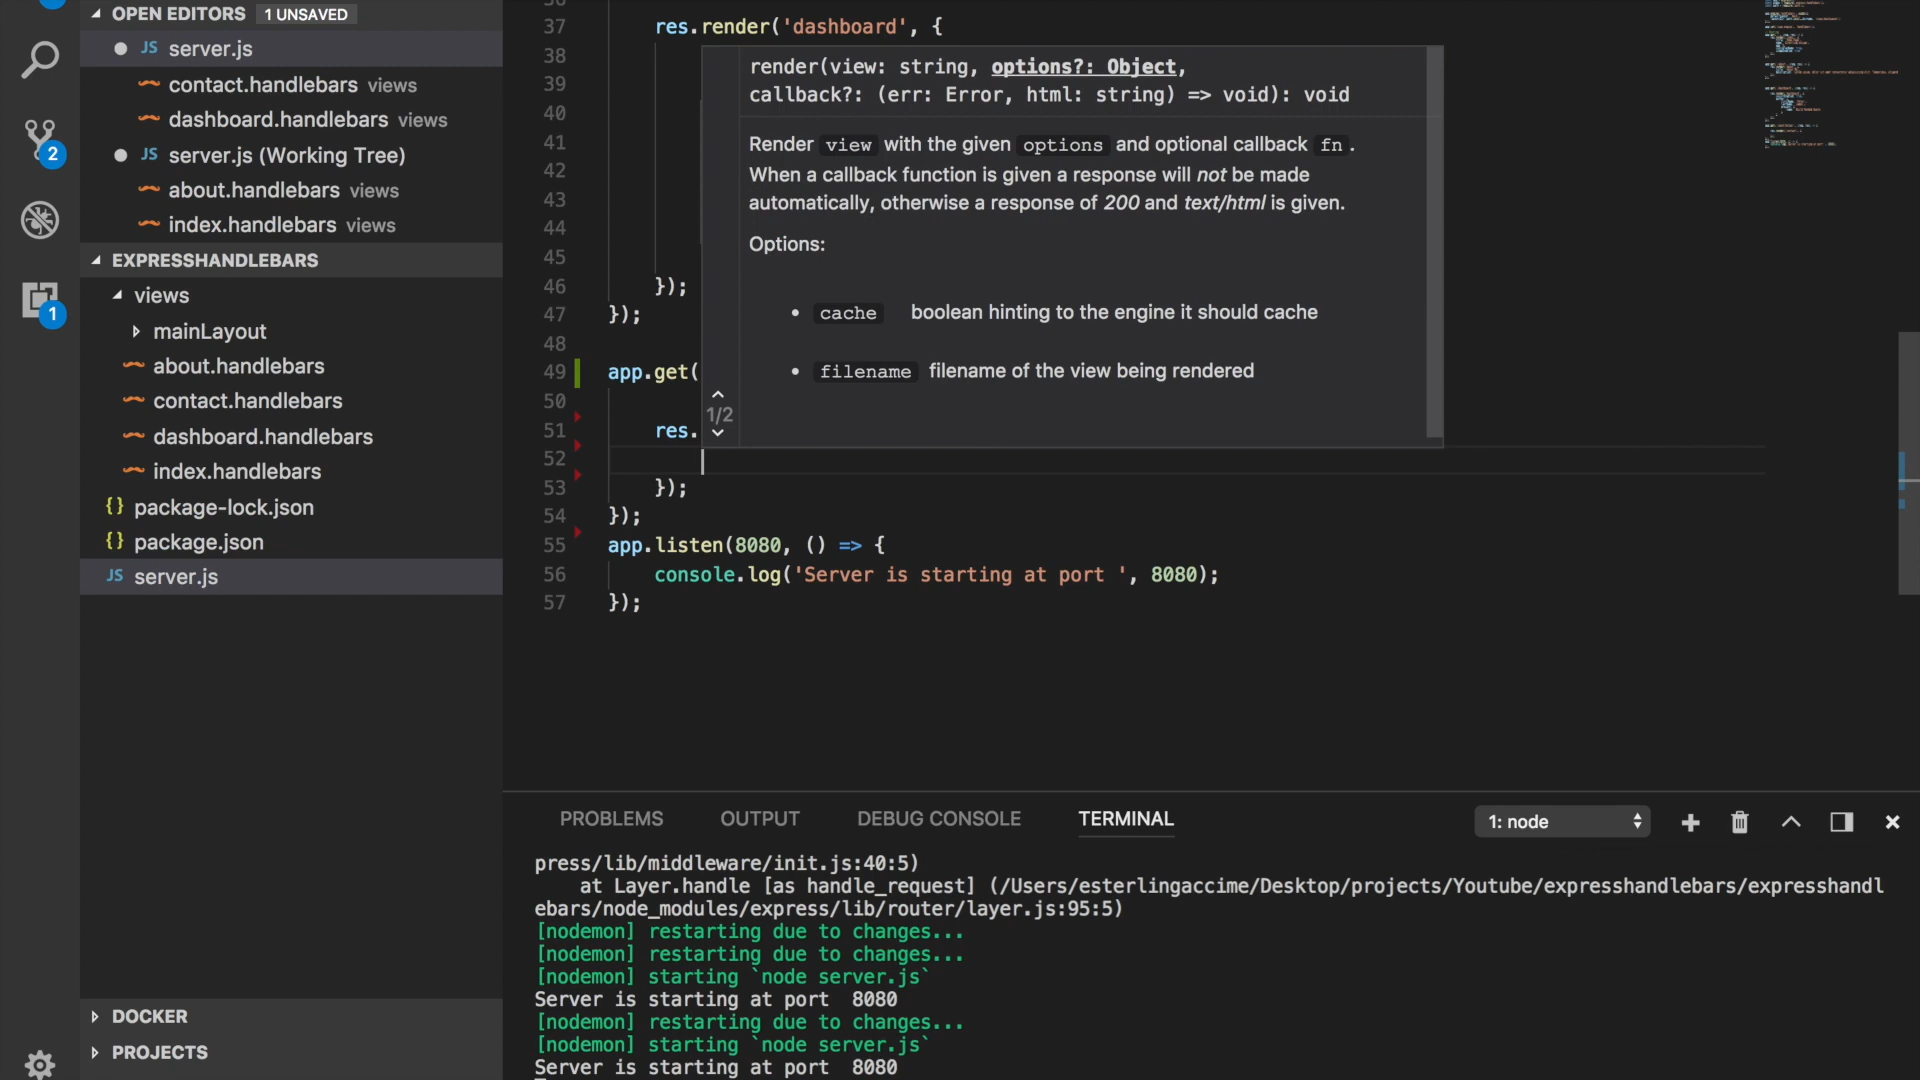 OPEN EDITORS 1 UNSAVED
JS server.js
contact.handlebars views
dashboard.handlebars views
JS server.js (Working Tree)
about.handlebars views
index.handlebars views
2
1
EXPRESSHANDLEBARS
views
mainLayout
about.handlebars
contact.handlebars
dashboard.handlebars
index.handlebars
{} package-lock.json
{} package.json
JS server.js
DOCKER
PROJECTS
37 res.render('dashboard', {
38
39
40
41
42
43
44
45
46 });
47 });
48
49 app.get(
50
51 res.
52
53 });
54 });
55 app.listen(8080, () => {
56 console.log('Server is starting at port ', 8080);
57 });
render(view: string, options?: Object,
callback?: (err: Error, html: string) => void): void
Render view with the given options and optional callback fn.
When a callback function is given a response will not be made
automatically, otherwise a response of 200 and text/html is given.
Options:
• cache boolean hinting to the engine it should cache
• filename filename of the view being rendered
1/2
PROBLEMS OUTPUT DEBUG CONSOLE TERMINAL 1: node
press/lib/middleware/init.js:40:5)
at Layer.handle [as handle_request] (/Users/esterlingaccime/Desktop/projects/Youtube/expresshandlebars/expresshandl
ebars/node_modules/express/lib/router/layer.js:95:5)
[nodemon] restarting due to changes...
[nodemon] restarting due to changes...
[nodemon] starting `node server.js`
Server is starting at port  8080
[nodemon] restarting due to changes...
[nodemon] starting `node server.js`
Server is starting at port  8080